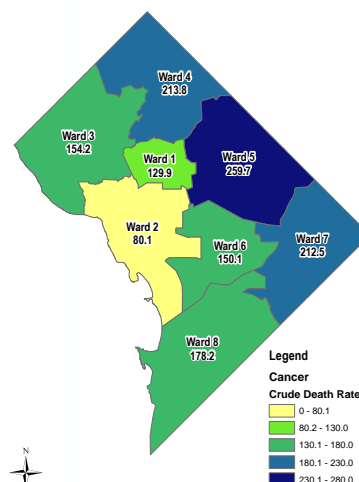 Ward 4
213.8
Ward 3
154.2
Ward 1
129.9
Ward 5
259.7
Ward 2
80.1
Ward 6
150.1
Ward 7
212.5
Ward 8
178.2
Legend
Cancer
Crude Death Rate
0 - 80.1
80.2 - 130.0
130.1 - 180.0
180.1 - 230.0
230.1 - 280.0
N